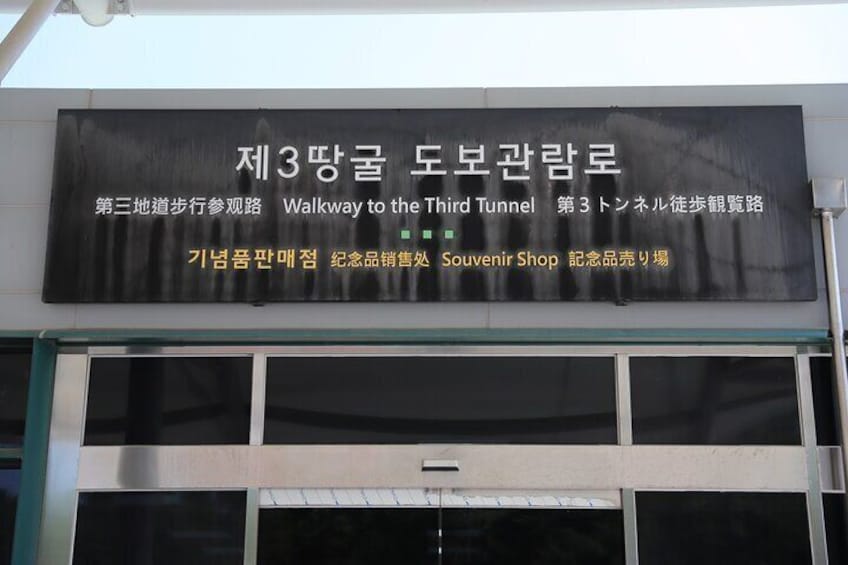 제3땅굴 도보관람로
第三地道步行参观路 Walkway to the Third Tunnel 第3トンネル徒歩観覧路
기념품판매점 纪念品销售处 Souvenir Shop 記念品売り場